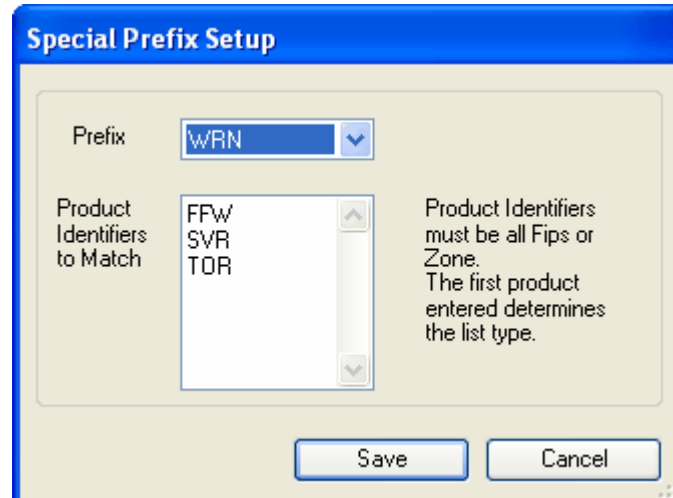 Special Prefix Setup
Prefix
WRN
Product
Identifiers
to Match
FFW
SVR
TOR
Product Identifiers
must be all Fips or
Zone.
The first product
entered determines
the list type.
Save
Cancel